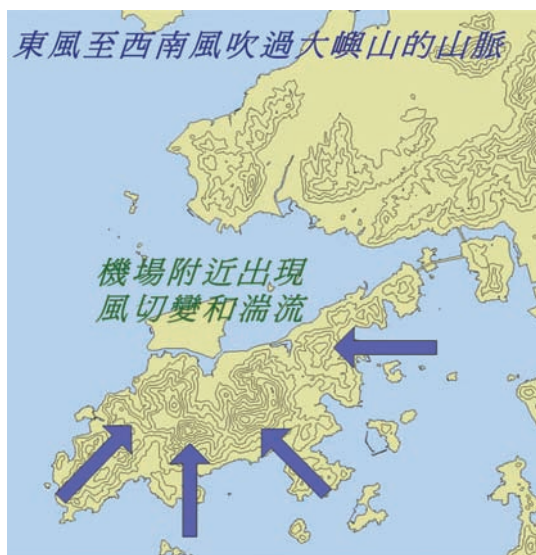 東風至西南風吹過大嶼山的山脈
機場附近出現
風切變和湍流